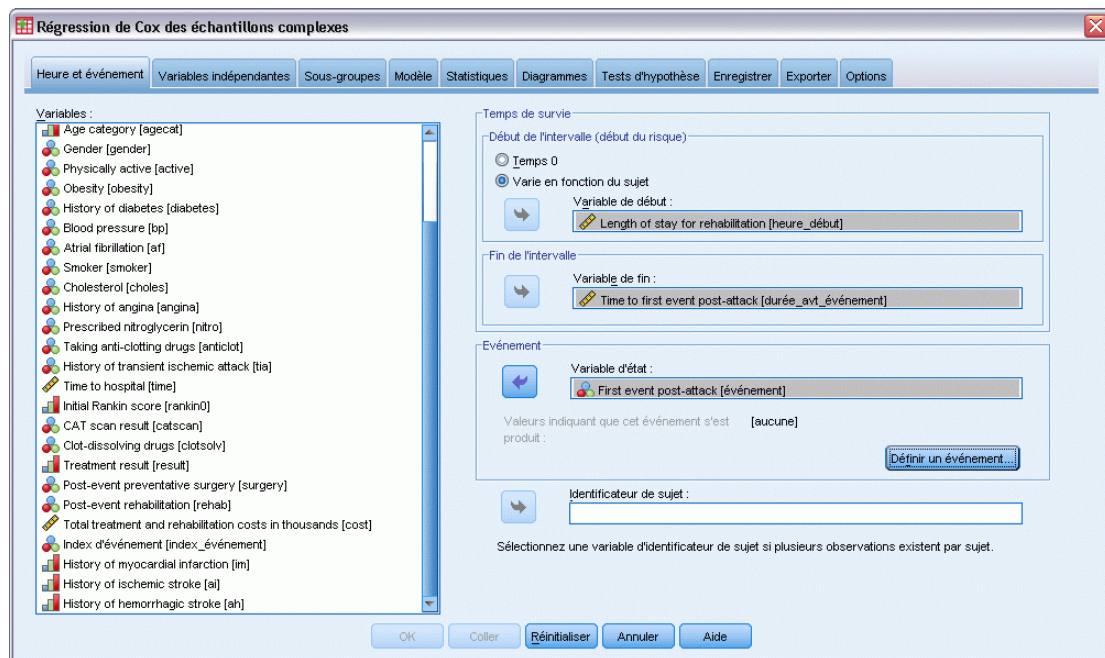 Régression de Cox des échantillons complexes
Heure et événement
Variables indépendantes
Sous-groupes
Modèle
Statistiques
Diagrammes
Tests d'hypothèse
Enregistrer
Exporter
Options
Variables :
Age category [agecat]
Gender [gender]
Physically active [active]
Obesity [obesity]
History of diabetes [diabetes]
Blood pressure [bp]
Atrial fibrillation [af]
Smoker [smoker]
Cholesterol [choles]
History of angina [angina]
Prescribed nitroglycerin [nitro]
Taking anti-clotting drugs [anticlot]
History of transient ischemic attack [tia]
Time to hospital [time]
Initial Rankin score [rankin0]
CAT scan result [catscan]
Clot-dissolving drugs [clotsolv]
Treatment result [result]
Post-event preventative surgery [surgery]
Post-event rehabilitation [rehab]
Total treatment and rehabilitation costs in thousands [cost]
Index d'événement [index_événement]
History of myocardial infarction [im]
History of ischemic stroke [ai]
History of hemorrhagic stroke [ah]
Temps de survie
Début de l'intervalle (début du risque)
Temps 0
Varie en fonction du sujet
Variable de début :
Length of stay for rehabilitation [heure_début]
Fin de l'intervalle
Variable de fin :
Time to first event post-attack [durée_avt_événement]
Evénement
Variable d'état :
First event post-attack [événement]
Valeurs indiquant que cet événement s'est [aucune]
produit :
Définir un événement...
Identificateur de sujet :
Sélectionnez une variable d'identificateur de sujet si plusieurs observations existent par sujet.
OK
Coller
Réinitialiser
Annuler
Aide